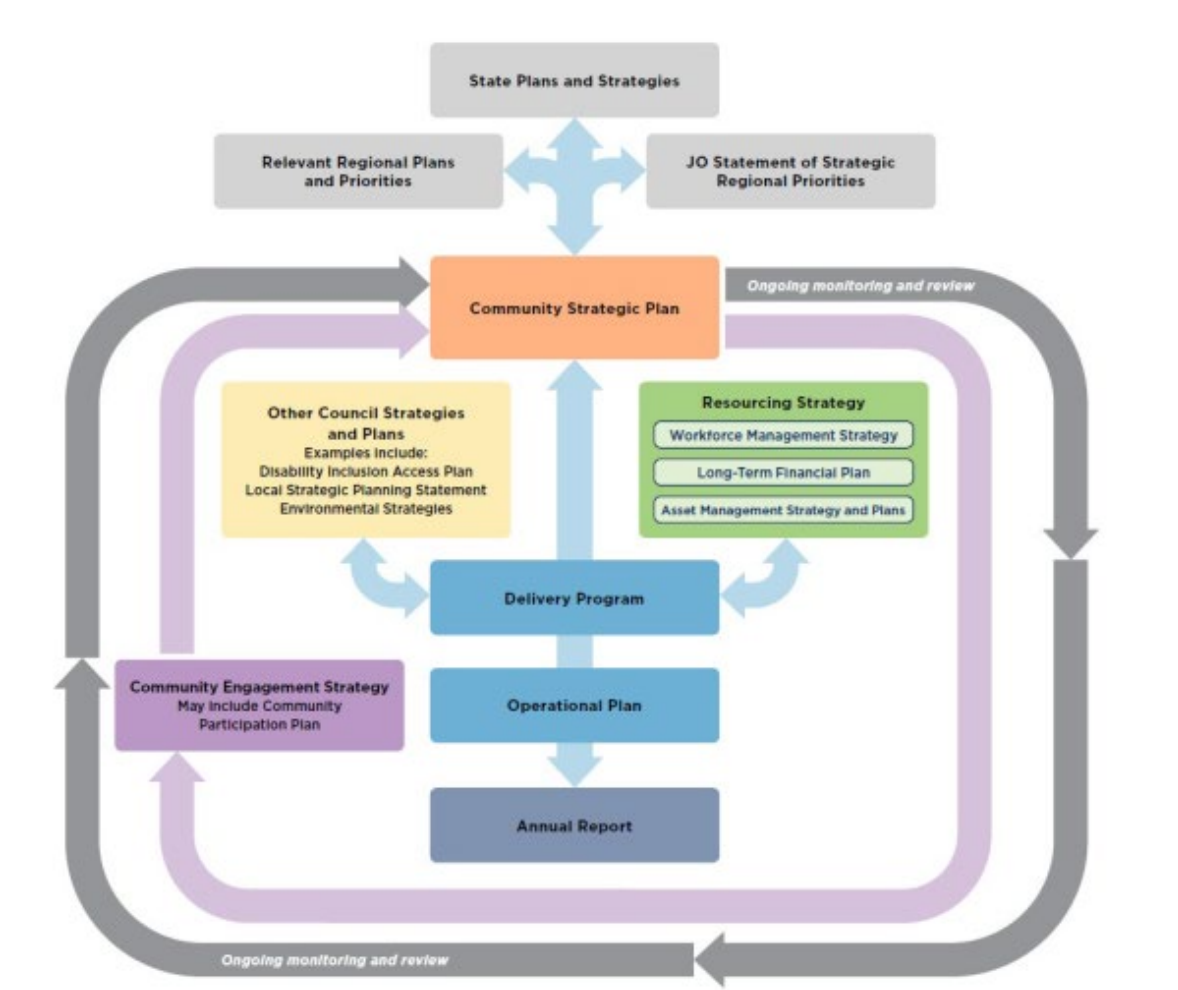 State Plans and Strategies
Relevant Regional Plans
and Priorities
JO Statement of Strategic
Regional Priorities
Community Strategic Plan
Ongoing monitoring and review
Other Council Strategies
and Plans
Examples include:
Disability Inclusion Access Plan
Local Strategic Planning Statement
Environmental Strategies
Resourcing Strategy
Workforce Management Strategy
Long-Term Financial Plan
Asset Management Strategy and Plans
Delivery Program
Community Engagement Strategy
May include Community
Participation Plan
Operational Plan
Annual Report
Ongoing monitoring and review